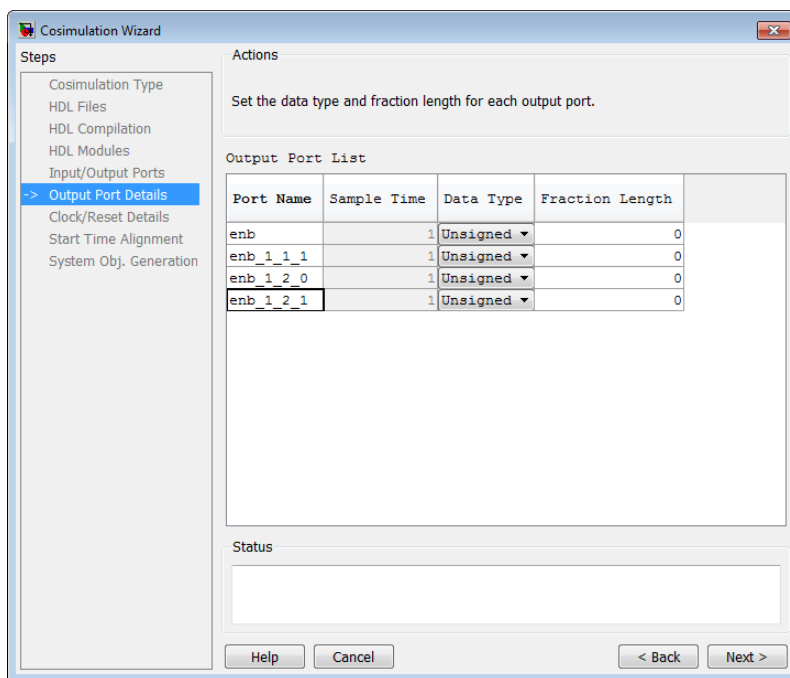 Cosimulation Wizard
Steps
Cosimulation Type
HDL Files
HDL Compilation
HDL Modules
Input/Output Ports
-> Output Port Details
Clock/Reset Details
Start Time Alignment
System Obj. Generation
Actions
Set the data type and fraction length for each output port.
Output Port List
Port Name Sample Time Data Type Fraction Length
enb 1 Unsigned 0
enb_1_1_1 1 Unsigned 0
enb_1_2_0 1 Unsigned 0
enb_1_2_1 1 Unsigned 0
Status
Help Cancel < Back Next >